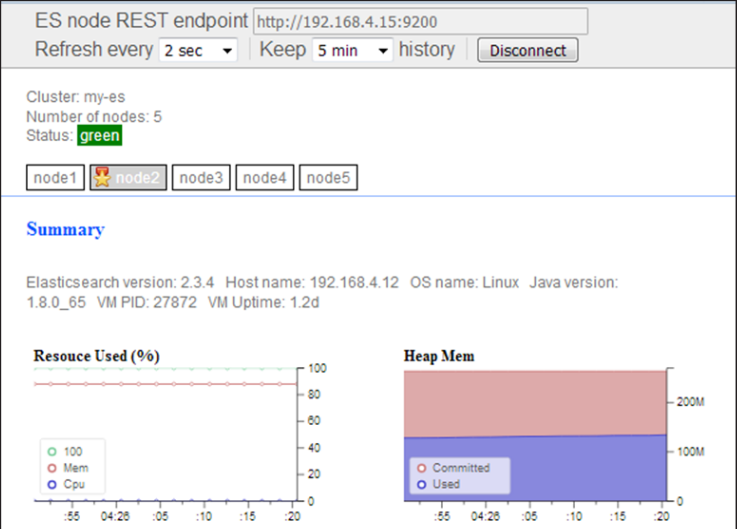 ES node REST endpoint http://192.168.4.15:9200
Refresh every 2 sec Keep 5 min history Disconnect
Cluster: my-es
Number of nodes: 5
Status: green
node1 node2 node3 node4 node5
Summary
Elasticsearch version: 2.3.4 Host name: 192.168.4.12 OS name: Linux Java version:
1.8.0_65 VM PID: 27872 VM Uptime: 1.2d
Resouce Used (%)
100
80
60
40
20
0
100
Mem
Cpu
:55 04:26 :05 :10 :15 :20
Heap Mem
200M
100M
0
Committed
Used
:55 04:26 :05 :10 :15 :20